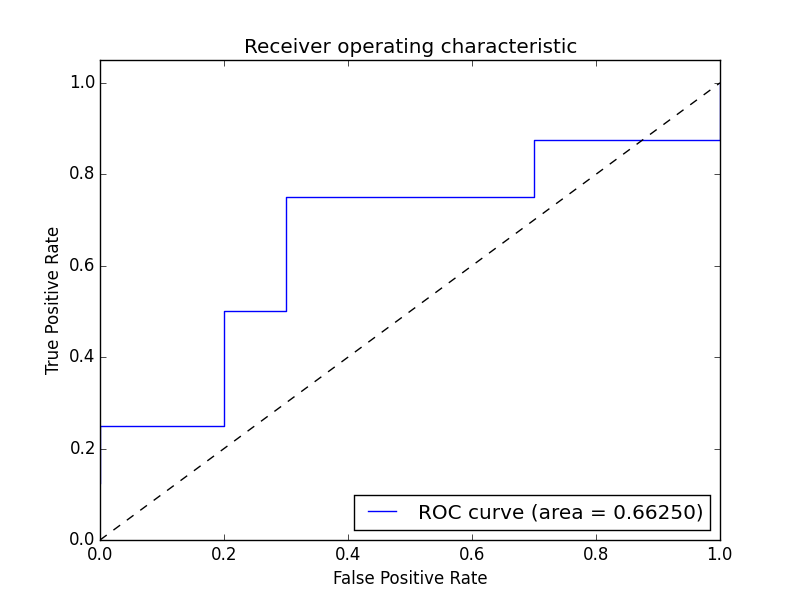 Receiver operating characteristic
1.0
0.8
0.6
0.4
0.2
0.0
True Positive Rate
ROC curve (area = 0.66250)
0.0 0.2 0.4 0.6 0.8 1.0
False Positive Rate